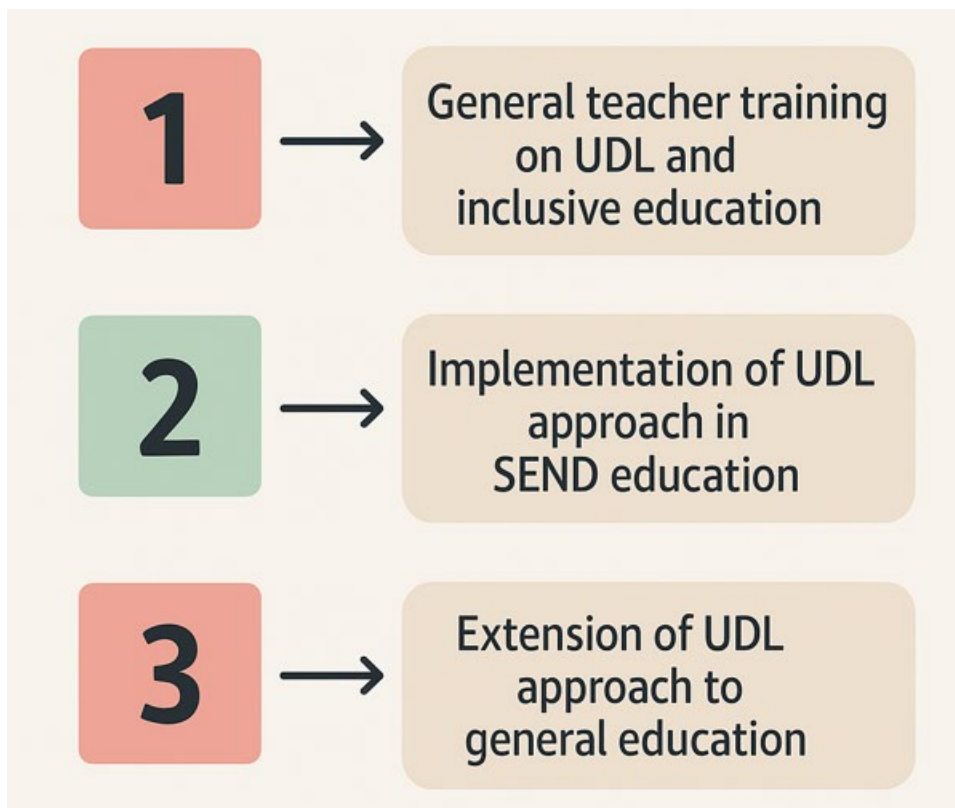 1
General teacher training
on UDL and
inclusive education
2
Implementation of UDL
approach in
SEND education
3
Extension of UDL
approach to
general education